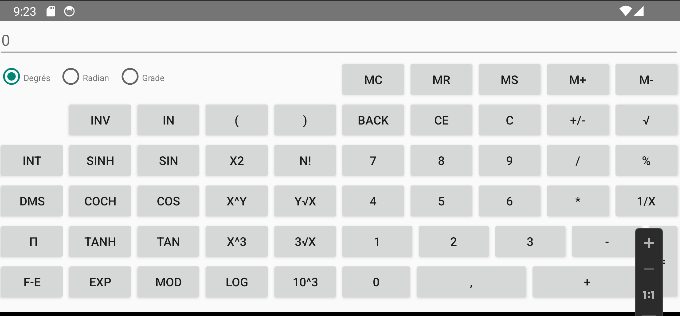 9:23
0
Degrés Radian Grade MC MR MS M+ M-
INV IN ( ) BACK CE C +/- √
INT SINH SIN X2 N! 7 8 9 / %
DMS COCH COS X^Y Y√X 4 5 6 * 1/X
Π TANH TAN X^3 3√X 1 2 3 - +
F-E EXP MOD LOG 10^3 0 , + 1:1